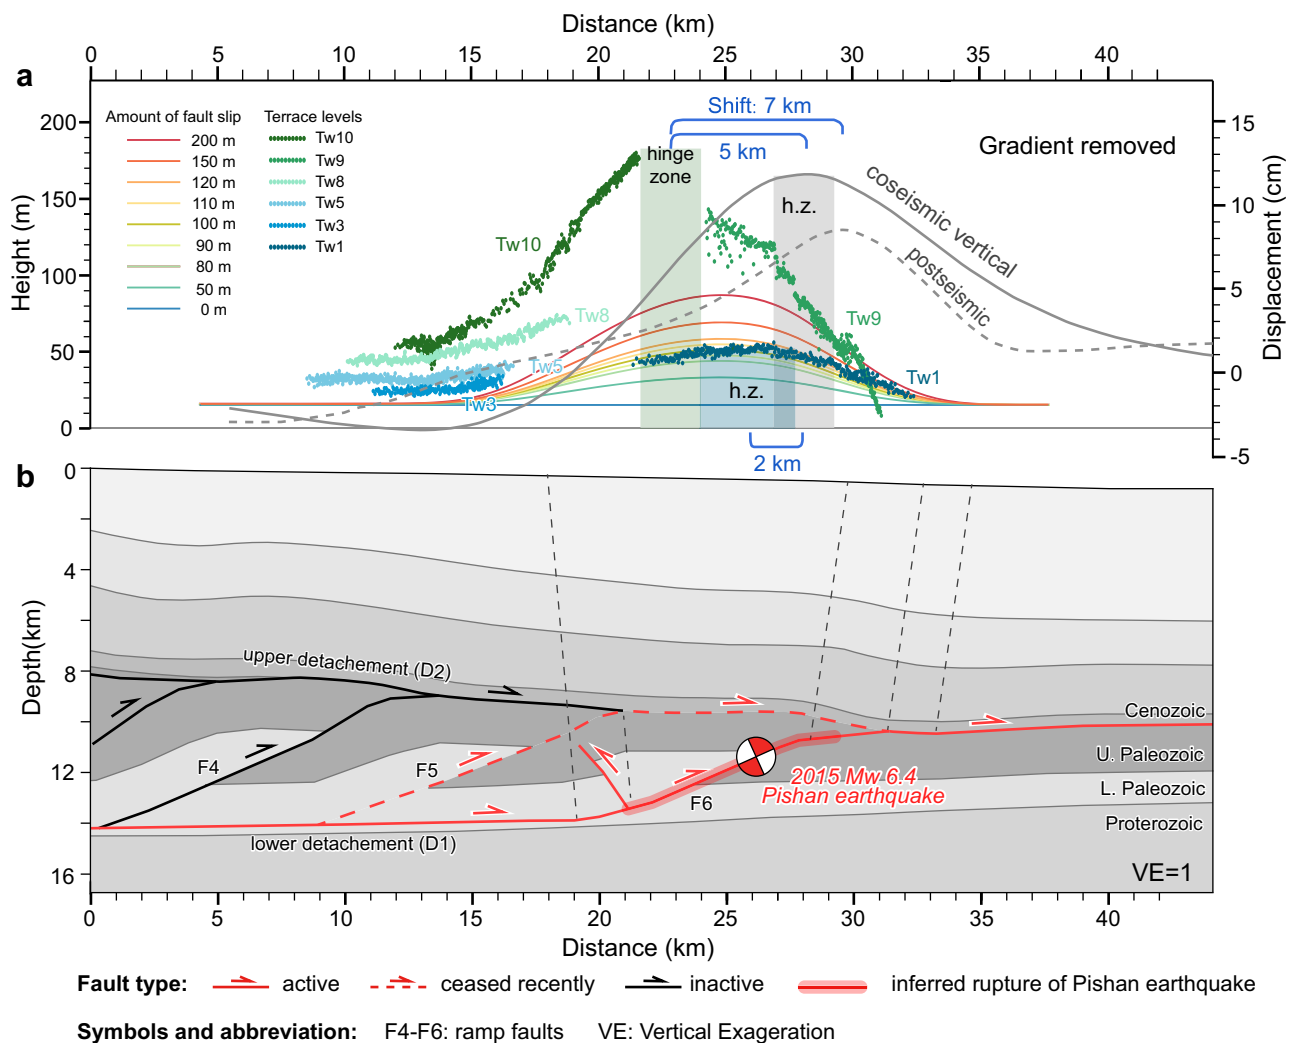 Distance (km)
0 5 10 15 20 25 30 35 40
a
Amount of fault slip
200 m
150 m
120 m
110 m
100 m
90 m
80 m
50 m
0 m
Terrace levels
Tw10
Tw9
Tw8
Tw5
Tw3
Tw1
Shift: 7 km
5 km
Gradient removed
hinge
zone
h.z.
coseismic vertical
postseismic
Tw10
Tw8
Tw9
Tw5
Tw1
Tw3
h.z.
2 km
Height (m)
200
150
100
50
0
Displacement (cm)
15
10
5
0
-5
b
Depth(km)
0
4
8
12
16
upper detachement (D2)
F4
F5
F6
2015 Mw 6.4
Pishan earthquake
lower detachement (D1)
Cenozoic
U. Paleozoic
L. Paleozoic
Proterozoic
VE=1
0 5 10 15 20 25 30 35 40
Distance (km)
Fault type: active ceased recently inactive inferred rupture of Pishan earthquake
Symbols and abbreviation: F4-F6: ramp faults VE: Vertical Exageration